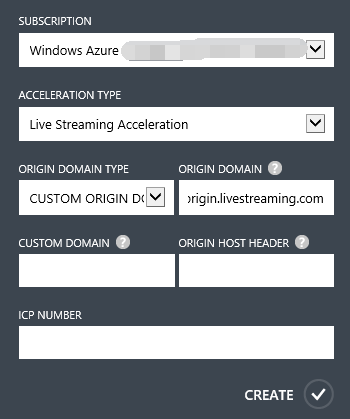 SUBSCRIPTION
Windows Azure
ACCELERATION TYPE
Live Streaming Acceleration
ORIGIN DOMAIN TYPE ORIGIN DOMAIN ?
CUSTOM ORIGIN DO origin.livestreaming.com
CUSTOM DOMAIN ? ORIGIN HOST HEADER ?
ICP NUMBER
CREATE